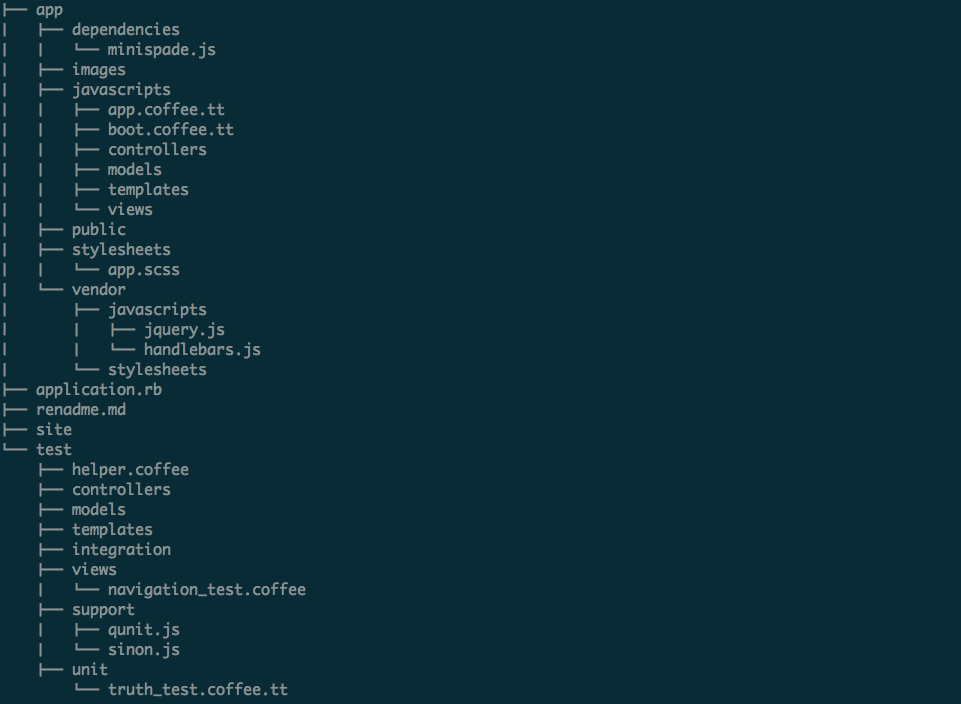 ├── app
|   ├── dependencies
|   |   └── minispade.js
|   ├── images
|   ├── javascripts
|   |   ├── app.coffee.tt
|   |   ├── boot.coffee.tt
|   |   ├── controllers
|   |   ├── models
|   |   ├── templates
|   |   └── views
|   ├── public
|   ├── stylesheets
|   |   └── app.scss
|   └── vendor
|       ├── javascripts
|       |   ├── jquery.js
|       |   └── handlebars.js
|       └── stylesheets
├── application.rb
├── renadme.md
├── site
└── test
    ├── helper.coffee
    ├── controllers
    ├── models
    ├── templates
    ├── integration
    ├── views
    |   └── navigation_test.coffee
    ├── support
    |   ├── qunit.js
    |   └── sinon.js
    ├── unit
        └── truth_test.coffee.tt